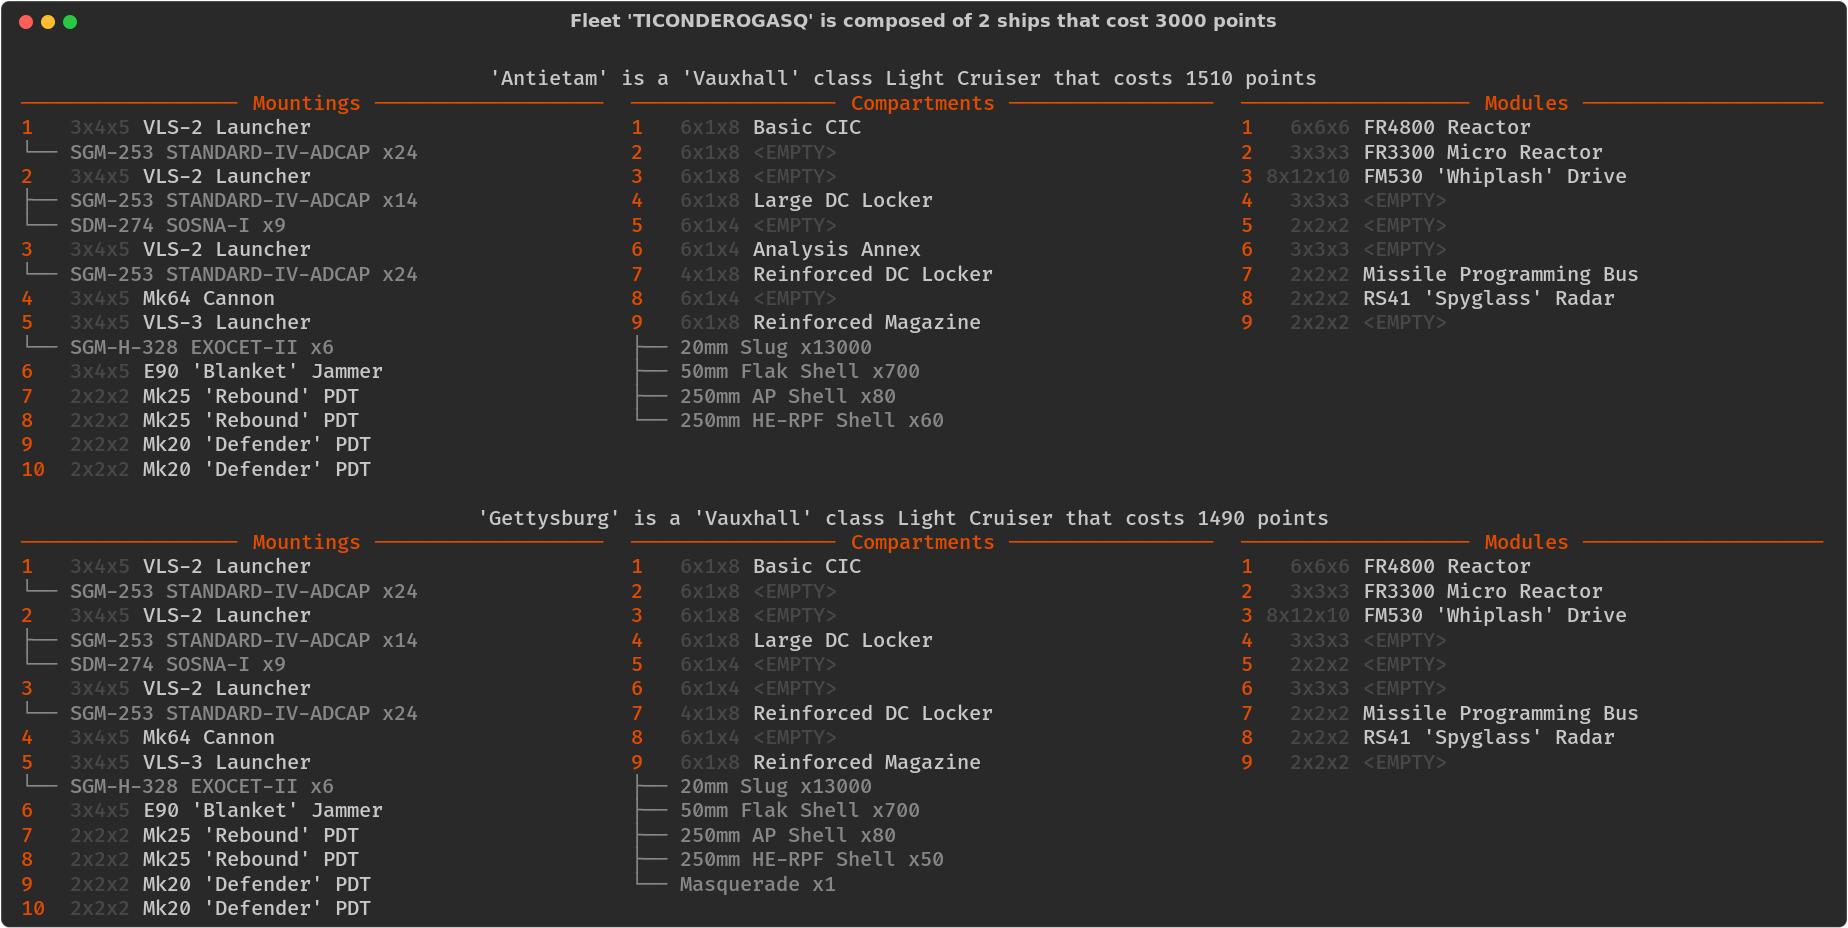 Fleet 'TICONDEROGASQ' is composed of 2 ships that cost 3000 points
'Antietam' is a 'Vauxhall' class Light Cruiser that costs 1510 points
Mountings
1 3x4x5 VLS-2 Launcher
SGM-253 STANDARD-IV-ADCAP x24
2 3x4x5 VLS-2 Launcher
SGM-253 STANDARD-IV-ADCAP x14
SDM-274 SOSNA-I x9
3 3x4x5 VLS-2 Launcher
SGM-253 STANDARD-IV-ADCAP x24
4 3x4x5 Mk64 Cannon
5 3x4x5 VLS-3 Launcher
SGM-H-328 EXOCET-II x6
6 3x4x5 E90 'Blanket' Jammer
7 2x2x2 Mk25 'Rebound' PDT
8 2x2x2 Mk25 'Rebound' PDT
9 2x2x2 Mk20 'Defender' PDT
10 2x2x2 Mk20 'Defender' PDT
Compartments
1 6x1x8 Basic CIC
2 6x1x8 <EMPTY>
3 6x1x8 <EMPTY>
4 6x1x8 Large DC Locker
5 6x1x4 <EMPTY>
6 6x1x4 Analysis Annex
7 4x1x8 Reinforced DC Locker
8 6x1x4 <EMPTY>
9 6x1x8 Reinforced Magazine
20mm Slug x13000
50mm Flak Shell x700
250mm AP Shell x80
250mm HE-RPF Shell x60
Modules
1 6x6x6 FR4800 Reactor
2 3x3x3 FR3300 Micro Reactor
3 8x12x10 FM530 'Whiplash' Drive
4 3x3x3 <EMPTY>
5 2x2x2 <EMPTY>
6 3x3x3 <EMPTY>
7 2x2x2 Missile Programming Bus
8 2x2x2 RS41 'Spyglass' Radar
9 2x2x2 <EMPTY>
'Gettysburg' is a 'Vauxhall' class Light Cruiser that costs 1490 points
Mountings
1 3x4x5 VLS-2 Launcher
SGM-253 STANDARD-IV-ADCAP x24
2 3x4x5 VLS-2 Launcher
SGM-253 STANDARD-IV-ADCAP x14
SDM-274 SOSNA-I x9
3 3x4x5 VLS-2 Launcher
SGM-253 STANDARD-IV-ADCAP x24
4 3x4x5 Mk64 Cannon
5 3x4x5 VLS-3 Launcher
SGM-H-328 EXOCET-II x6
6 3x4x5 E90 'Blanket' Jammer
7 2x2x2 Mk25 'Rebound' PDT
8 2x2x2 Mk25 'Rebound' PDT
9 2x2x2 Mk20 'Defender' PDT
10 2x2x2 Mk20 'Defender' PDT
Compartments
1 6x1x8 Basic CIC
2 6x1x8 <EMPTY>
3 6x1x8 <EMPTY>
4 6x1x8 Large DC Locker
5 6x1x4 <EMPTY>
6 6x1x4 <EMPTY>
7 4x1x8 Reinforced DC Locker
8 6x1x4 <EMPTY>
9 6x1x8 Reinforced Magazine
20mm Slug x13000
50mm Flak Shell x700
250mm AP Shell x80
250mm HE-RPF Shell x50
Masquerade x1
Modules
1 6x6x6 FR4800 Reactor
2 3x3x3 FR3300 Micro Reactor
3 8x12x10 FM530 'Whiplash' Drive
4 3x3x3 <EMPTY>
5 2x2x2 <EMPTY>
6 3x3x3 <EMPTY>
7 2x2x2 Missile Programming Bus
8 2x2x2 RS41 'Spyglass' Radar
9 2x2x2 <EMPTY>